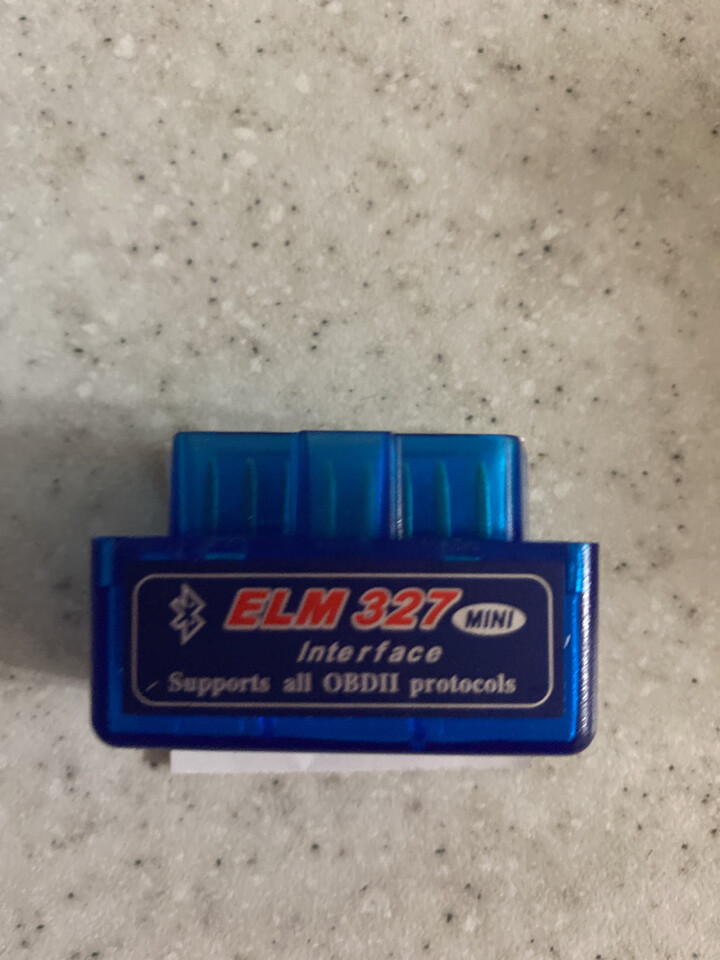 ELM 327 MINI
Interface
Supports all OBDII protocols